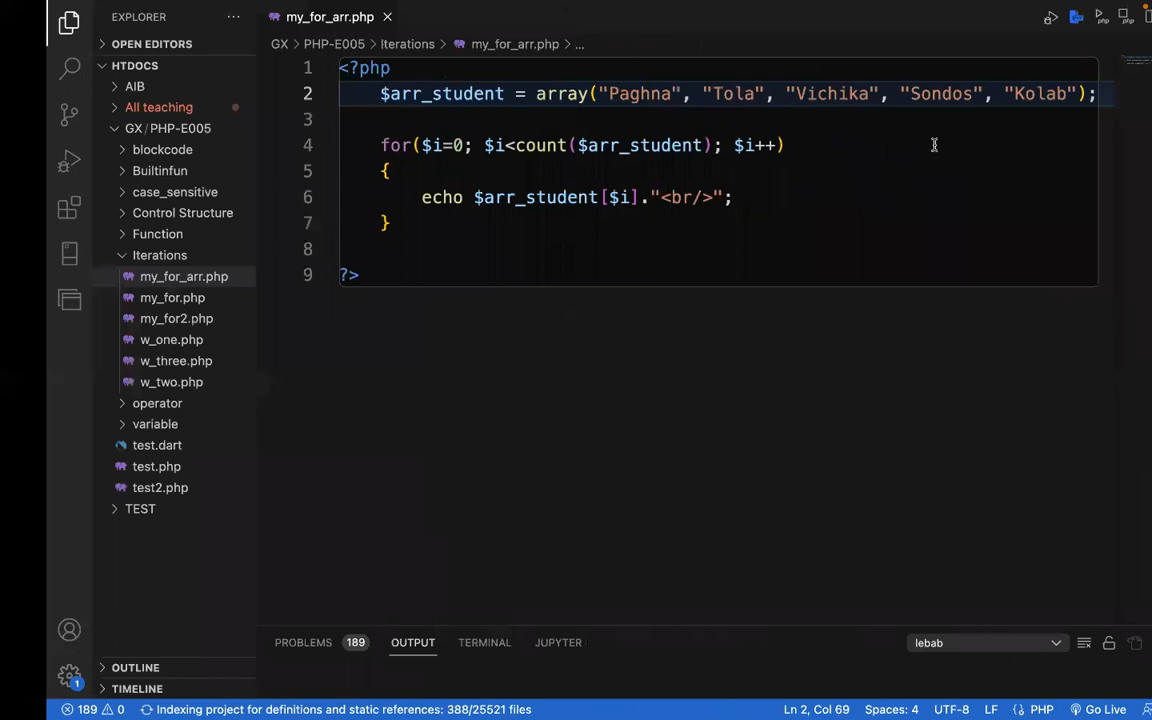 EXPLORER
OPEN EDITORS
HTDOCS
AIB
All teaching
GX / PHP-E005
blockcode
Builtinfun
case_sensitive
Control Structure
Function
Iterations
my_for_arr.php
my_for.php
my_for2.php
w_one.php
w_three.php
w_two.php
operator
variable
test.dart
test.php
test2.php
TEST
OUTLINE
TIMELINE
my_for_arr.php
php php
GX > PHP-E005 > Iterations > my_for_arr.php > ...
1 <?php
2 $arr_student = array("Paghna", "Tola", "Vichika", "Sondos", "Kolab");
3
4 for($i=0; $i<count($arr_student); $i++)
5 {
6 echo $arr_student[$i]."<br/>";
7 }
8
9 ?>
PROBLEMS 189 OUTPUT TERMINAL JUPYTER lebab
1
189 0 Indexing project for definitions and static references: 388/25521 files Ln 2, Col 69 Spaces: 4 UTF-8 LF {} PHP Go Live